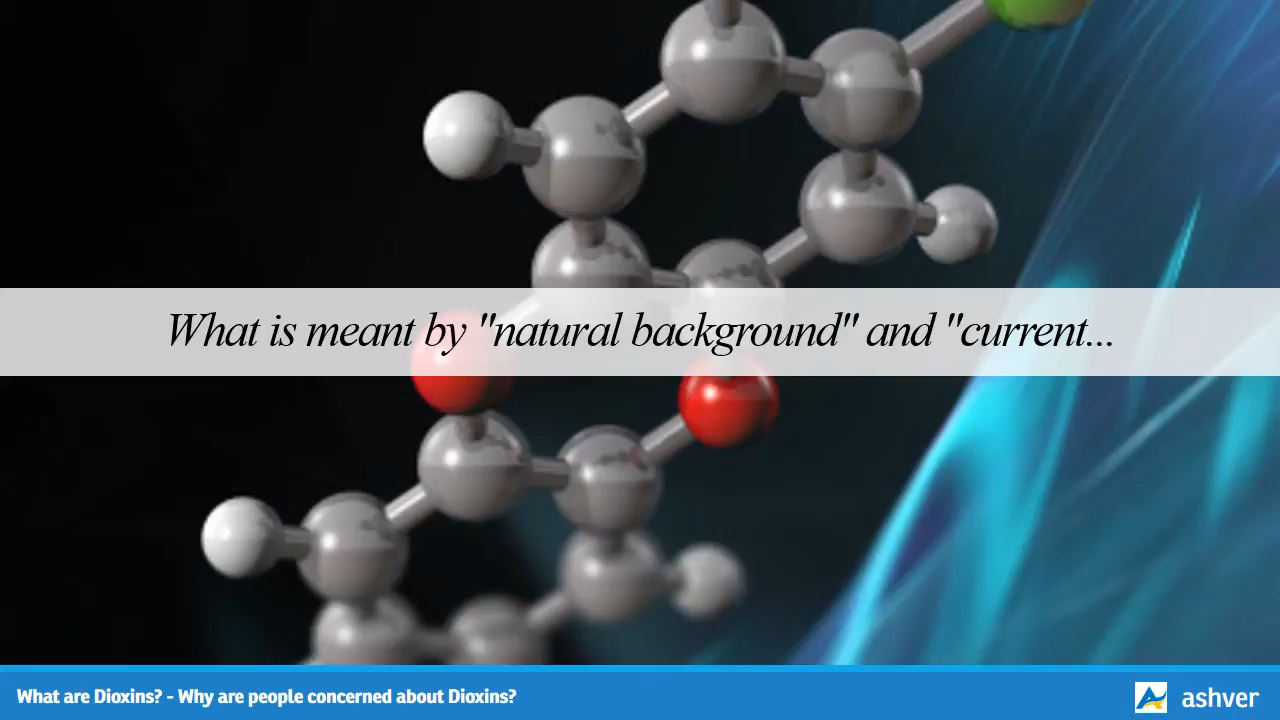 What is meant by "natural background" and "current...
What are Dioxins? - Why are people concerned about Dioxins?
ashver